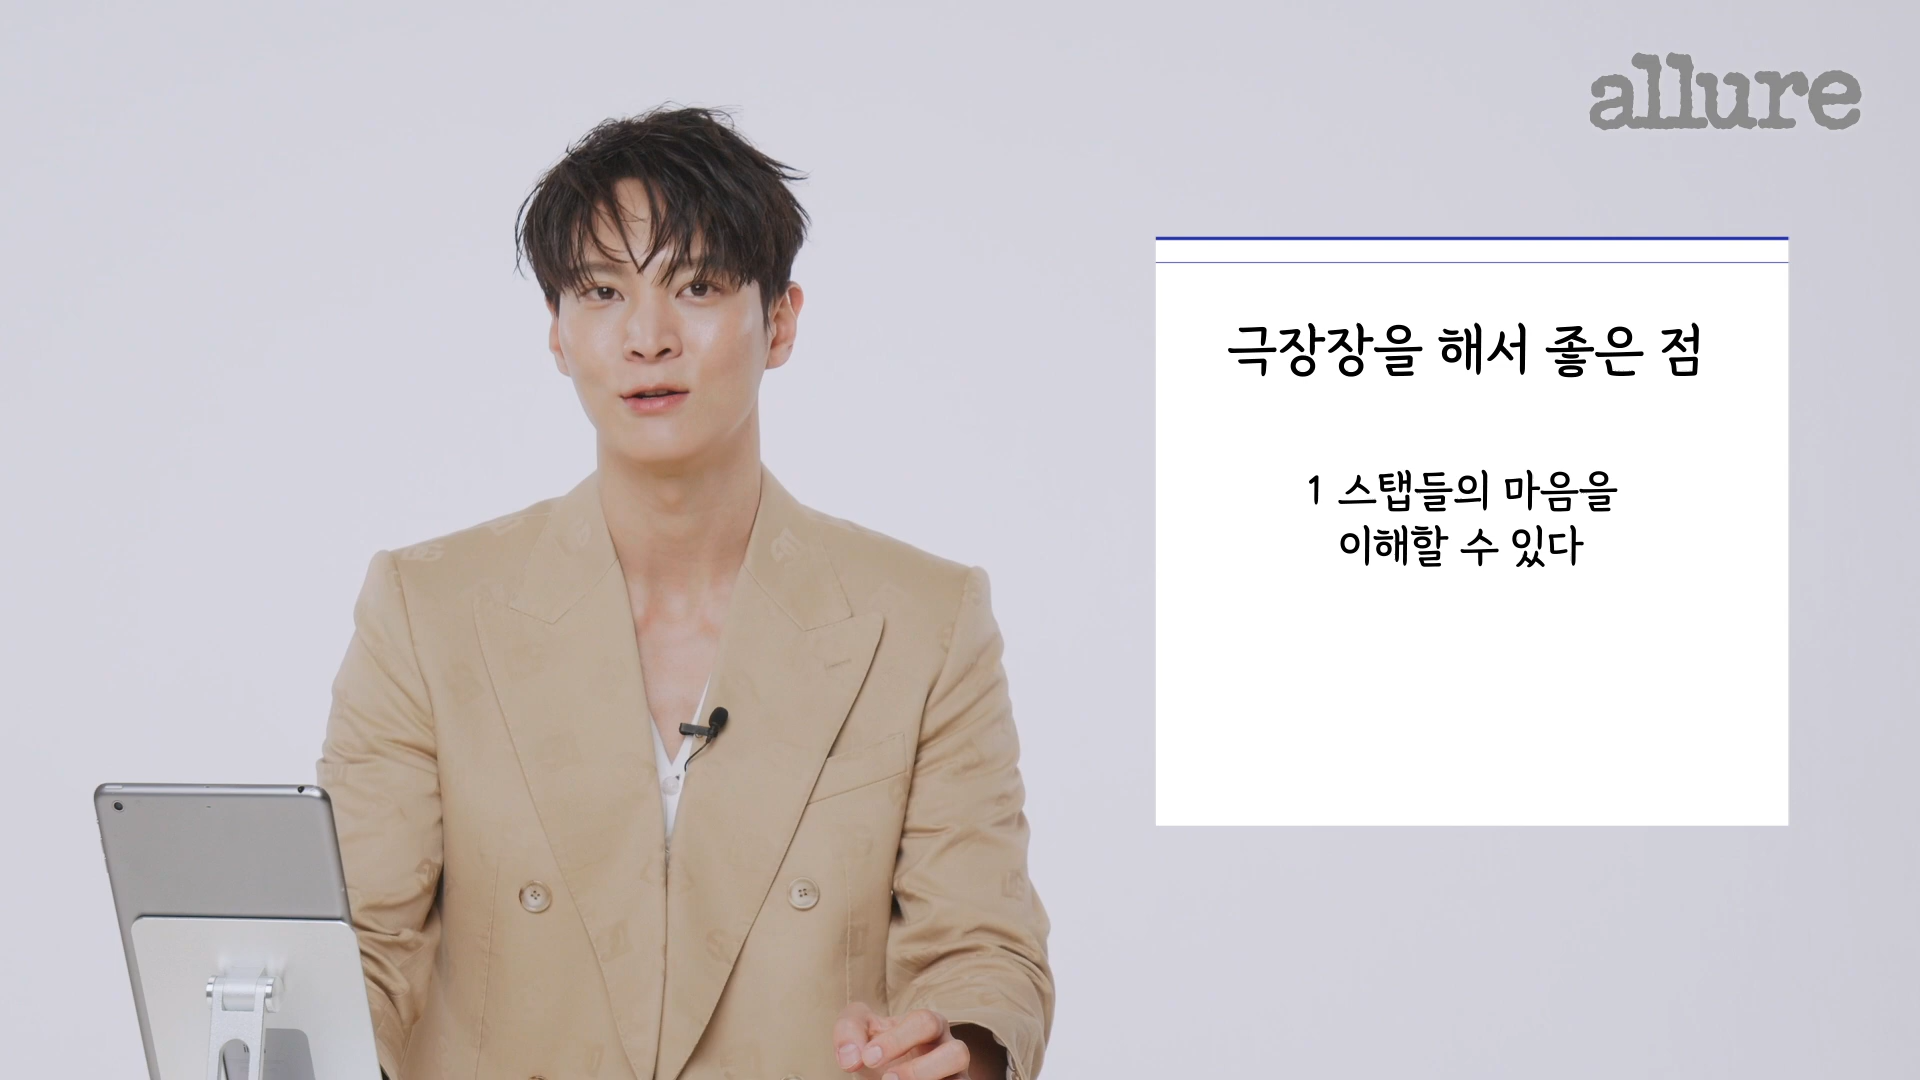 allure
극장장을 해서 좋은 점
1 스탭들의 마음을
이해할 수 있다